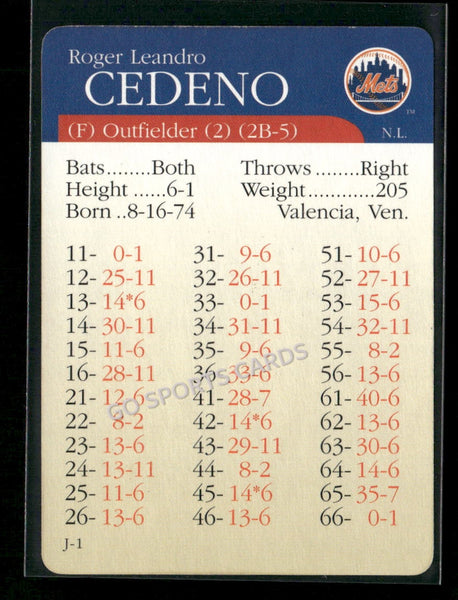 Roger Leandro
CEDENO
Mets
TM
(F) Outfielder (2) (2B-5) N.L.
Bats........Both Throws ........Right
Height ......6-1 Weight............205
Born ..8-16-74 Valencia, Ven.
11- 0-1 31- 9-6 51- 10-6
12- 25-11 32- 26-11 52- 27-11
13- 14*6 33- 0-1 53- 15-6
14- 30-11 34- 31-11 54- 32-11
15- 11-6 35- 9-6 55- 8-2
16- 28-11 36- 33-6 56- 13-6
21- 12-6 41- 28-7 61- 40-6
22- 8-2 42- 14*6 62- 13-6
23- 13-6 43- 29-11 63- 30-6
24- 13-11 44- 8-2 64- 14-6
25- 11-6 45- 14*6 65- 35-7
26- 13-6 46- 13-6 66- 0-1
J-1
GO SPORTS CARDS